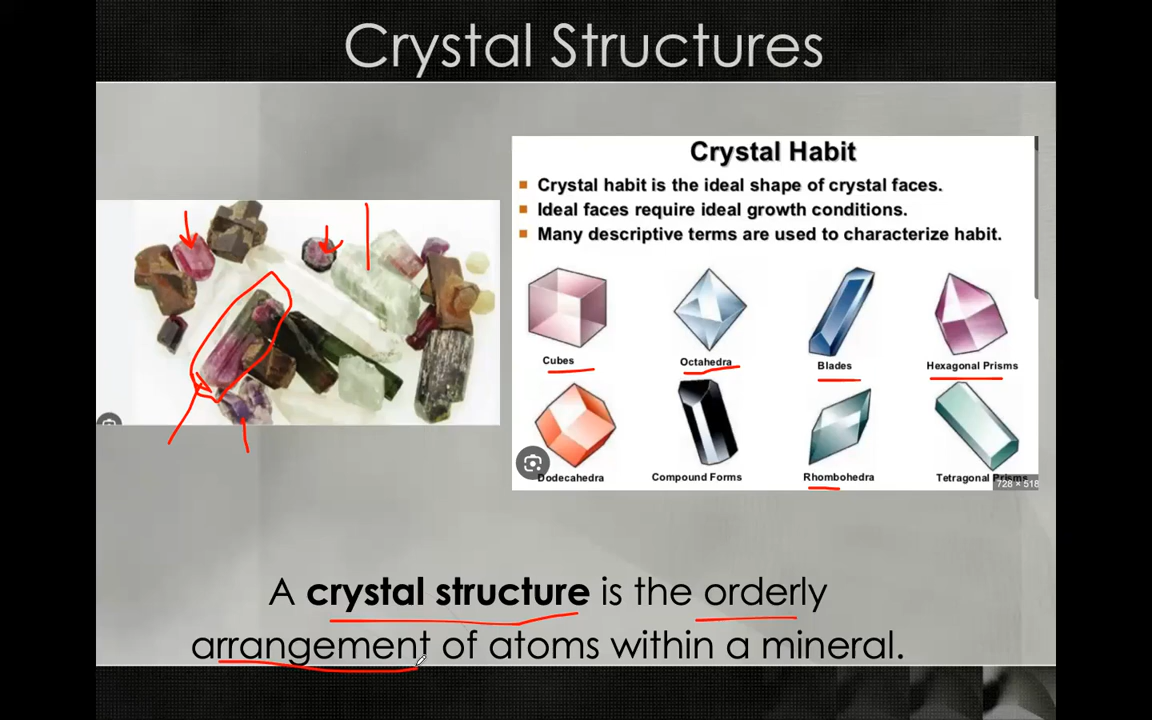 Crystal Structures
Crystal Habit
Crystal habit is the ideal shape of crystal faces.
Ideal faces require ideal growth conditions.
Many descriptive terms are used to characterize habit.
Cubes
Octahedra
Blades
Hexagonal Prisms
Dodecahedra
Compound Forms
Rhombohedra
Tetragonal Prisms
728 × 518
A crystal structure is the orderly
arrangement of atoms within a mineral.